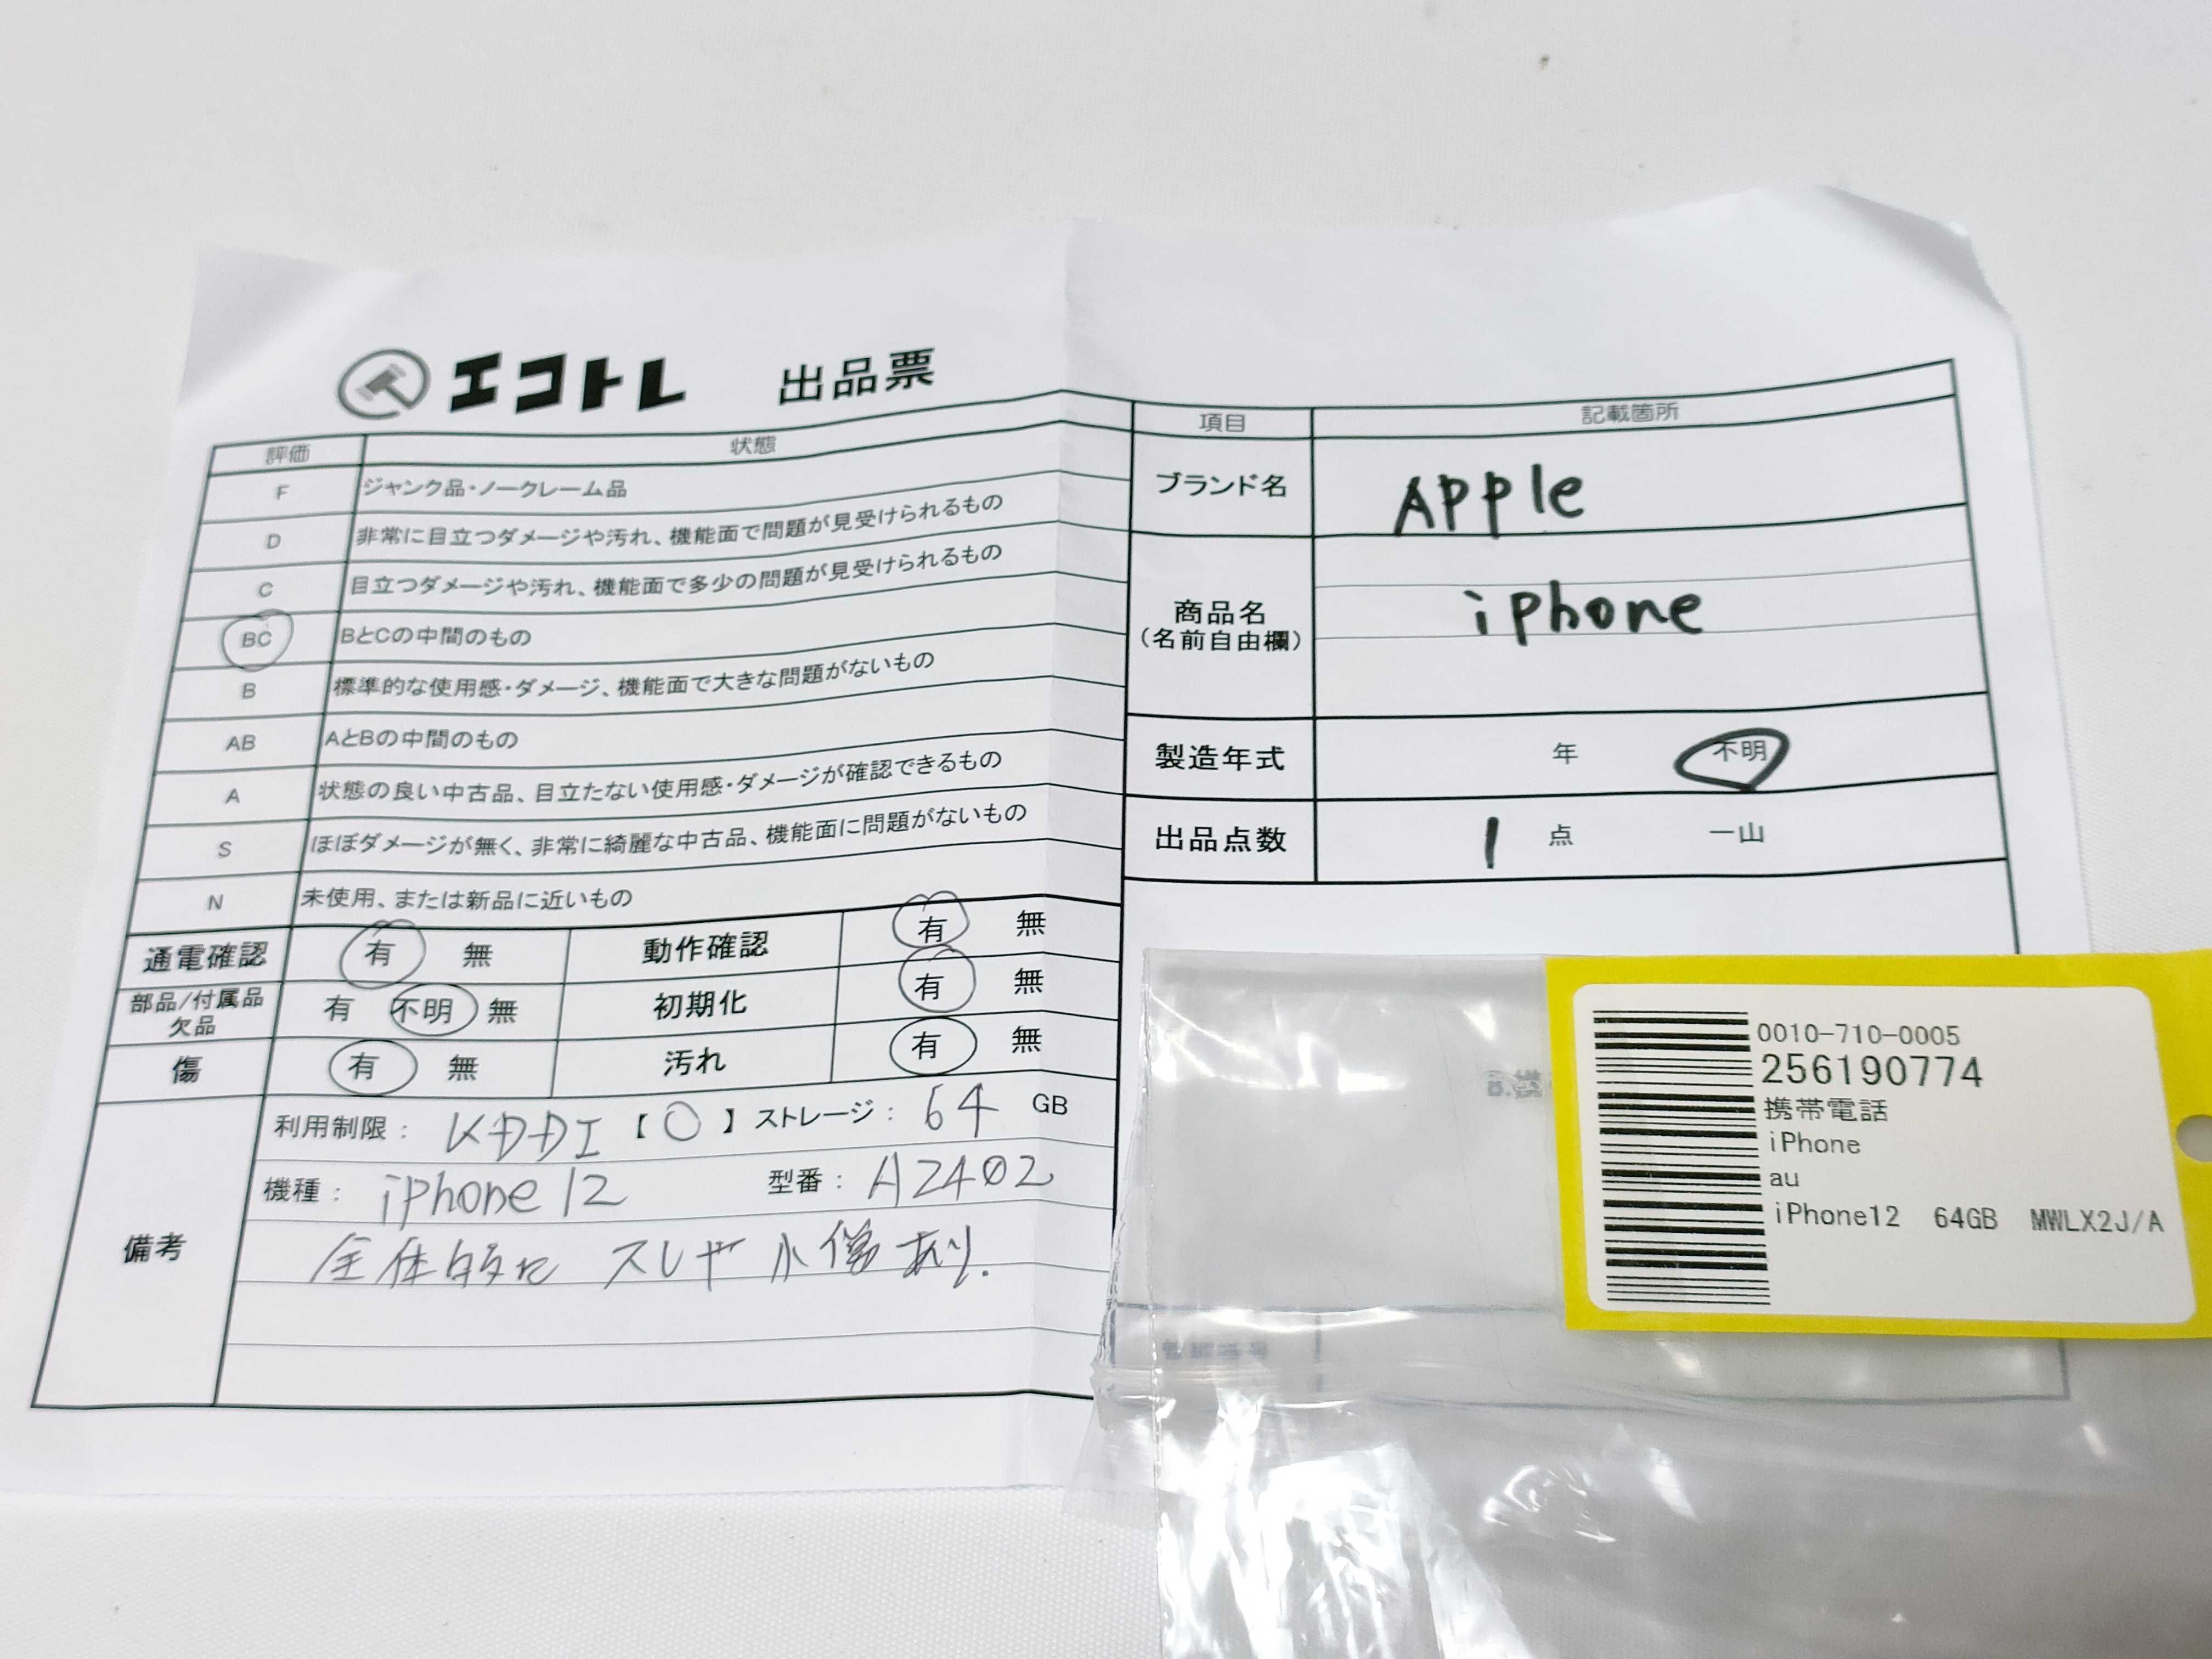 エコトレ 出品票
評価 状態
F ジャンク品・ノークレーム品
D 非常に目立つダメージや汚れ、機能面で問題が見受けられるもの
C 目立つダメージや汚れ、機能面で多少の問題が見受けられるもの
BC BとCの中間のもの
B 標準的な使用感・ダメージ、機能面で大きな問題がないもの
AB AとBの中間のもの
A 状態の良い中古品、目立たない使用感・ダメージが確認できるもの
S ほぼダメージが無く、非常に綺麗な中古品、機能面に問題がないもの
N 未使用、または新品に近いもの
通電確認 有 無 動作確認 有 無
部品/付属品欠品 有 不明 無 初期化 有 無
傷 有 無 汚れ 有 無
備考
利用制限: KDDI 【○】 ストレージ: 64 GB
機種: iphone 12 型番: A2402
全体的に スレや 小傷 あり.
項目 記載箇所
ブランド名 Apple
商品名 iphone
(名前自由欄)
製造年式 年 不明
出品点数 1 点 一山
0010-710-0005
256190774
携帯電話
iPhone
au
iPhone12 64GB MWLX2J/A